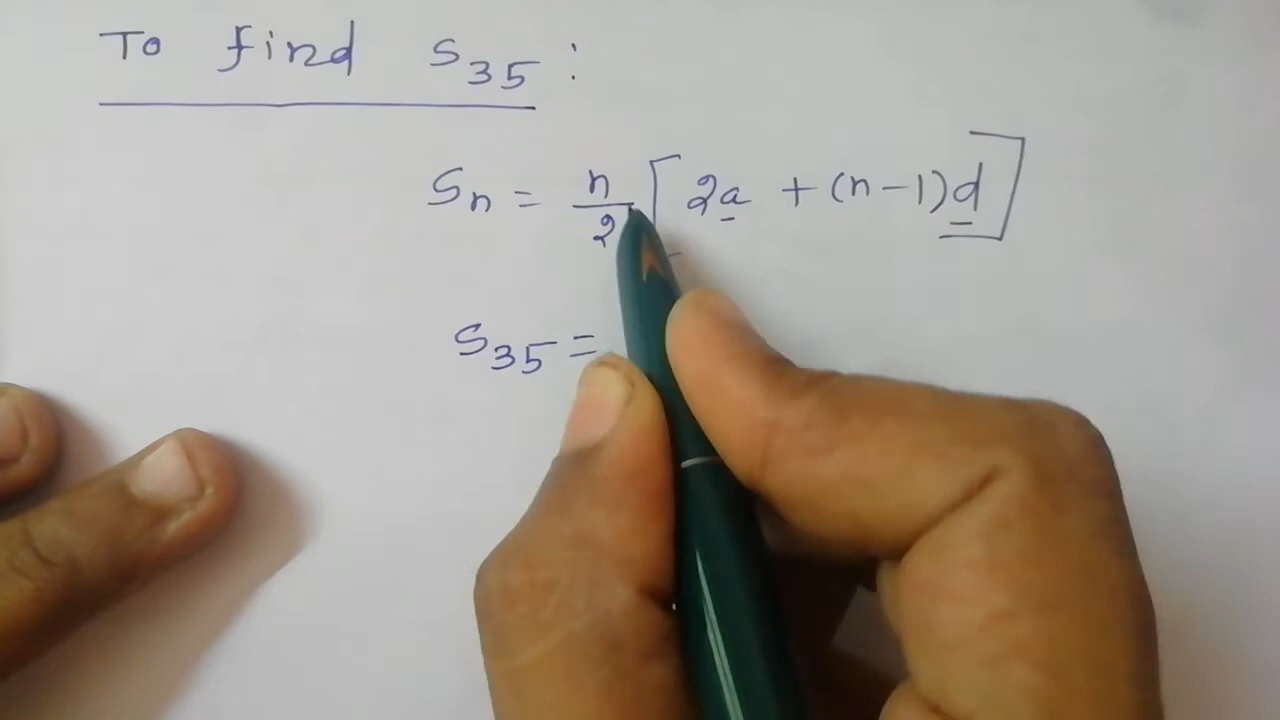 To find S₃₅ :
Sₙ = n/2 [ 2a + (n-1)d ]
S₃₅ =